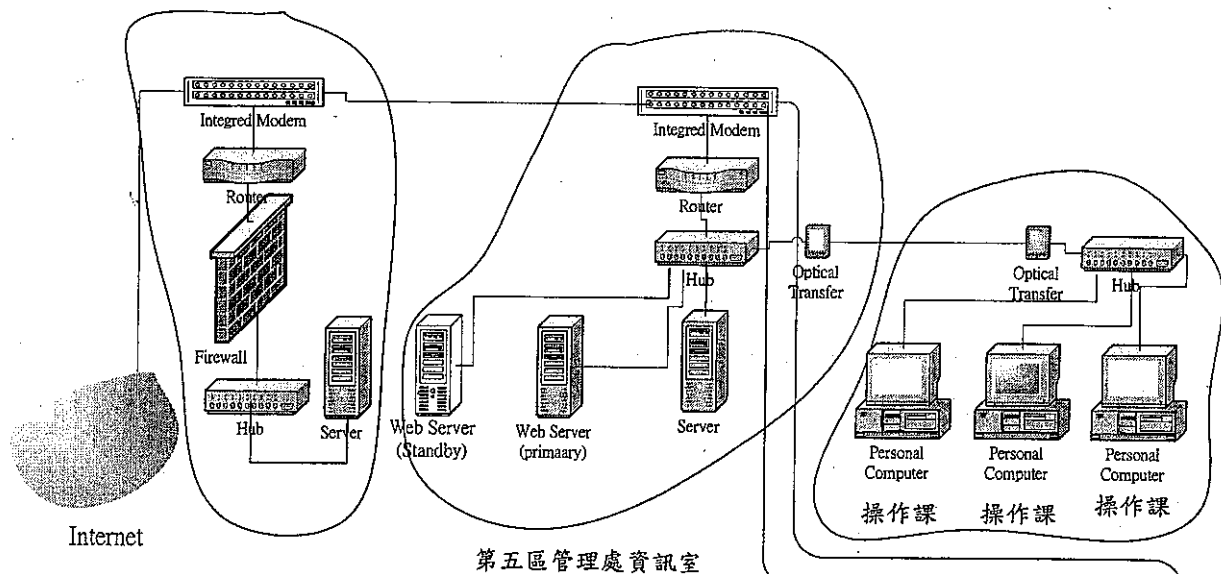 Integred Modem
Router
Firewall
Hub
Server
Internet
Integred Modem
Router
Hub
Optical
Transfer
Web Server
(Standby)
Web Server
(primaary)
Server
第五區管理處資訊室
Optical
Transfer
Hub
Personal
Computer
操作課
Personal
Computer
操作課
Personal
Computer
操作課